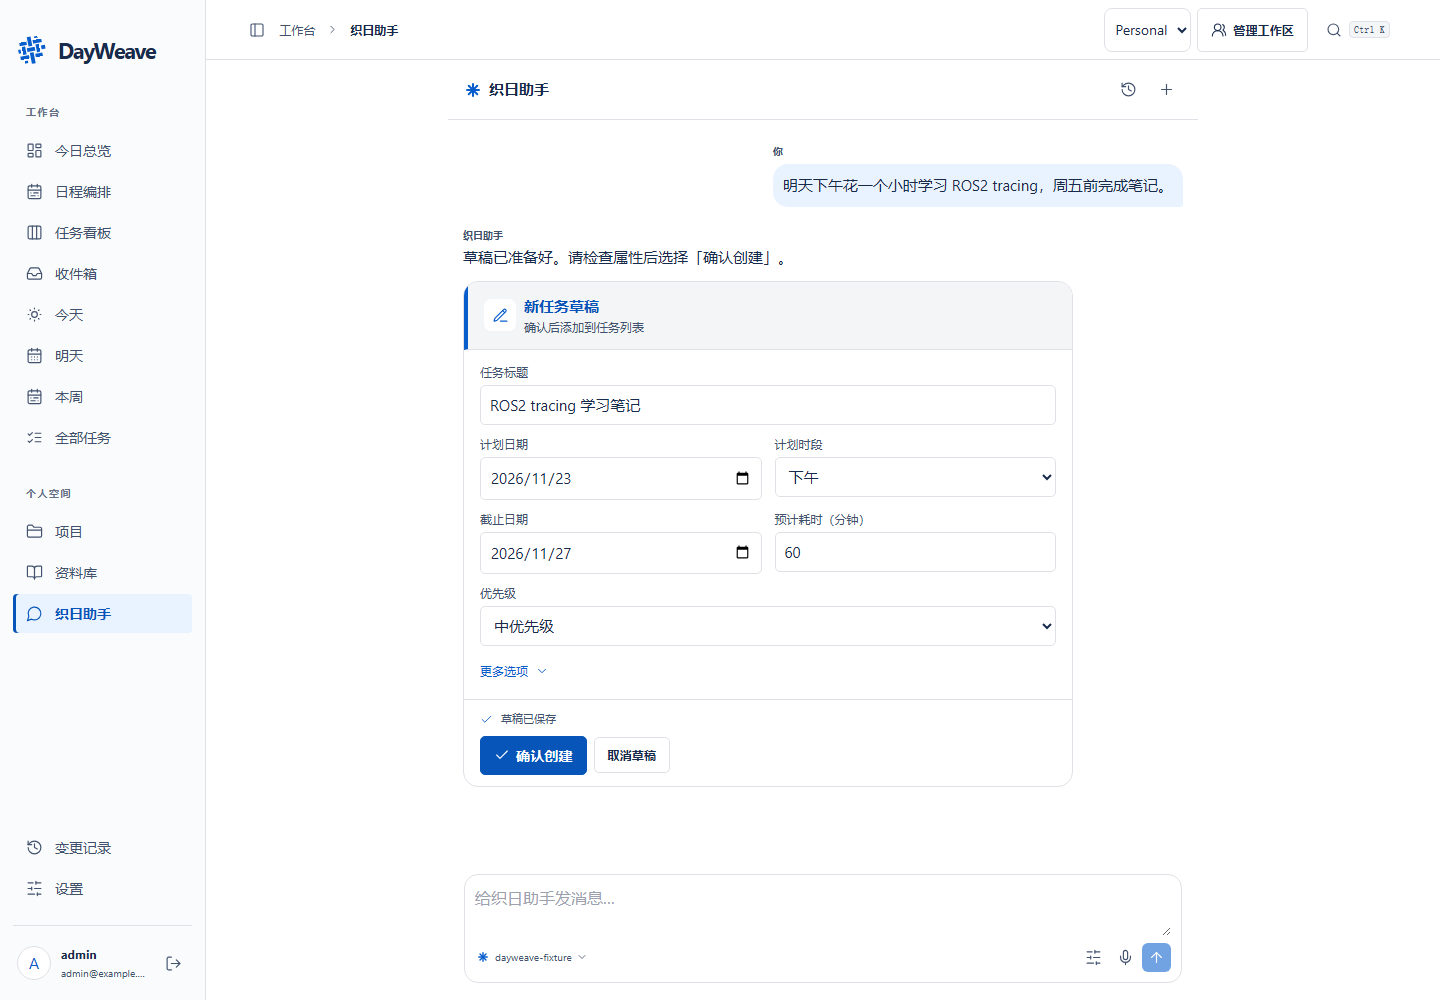 DayWeave
工作台
今日总览
日程编排
任务看板
收件箱
今天
明天
本周
全部任务
个人空间
项目
资料库
织日助手
变更记录
设置
A
admin
admin@example....
工作台 > 织日助手
Personal
管理工作区
Ctrl K
织日助手
你
明天下午花一个小时学习 ROS2 tracing，周五前完成笔记。
织日助手
草稿已准备好。请检查属性后选择「确认创建」。
新任务草稿
确认后添加到任务列表
任务标题
ROS2 tracing 学习笔记
计划日期
2026/11/23
计划时段
下午
截止日期
2026/11/27
预计耗时（分钟）
60
优先级
中优先级
更多选项
草稿已保存
确认创建
取消草稿
给织日助手发消息...
dayweave-fixture